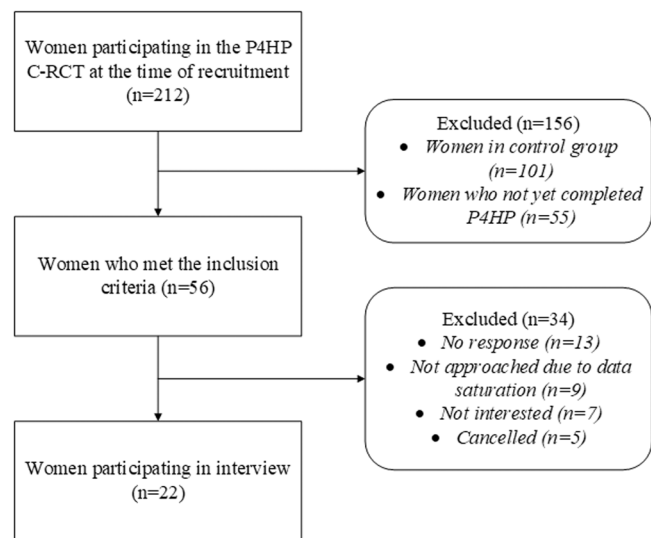 Women participating in the P4HP
C-RCT at the time of recruitment
(n=212)
Excluded (n=156)
• Women in control group
(n=101)
• Women who not yet completed
P4HP (n=55)
Women who met the inclusion
criteria (n=56)
Excluded (n=34)
• No response (n=13)
• Not approached due to data
saturation (n=9)
• Not interested (n=7)
• Cancelled (n=5)
Women participating in interview
(n=22)